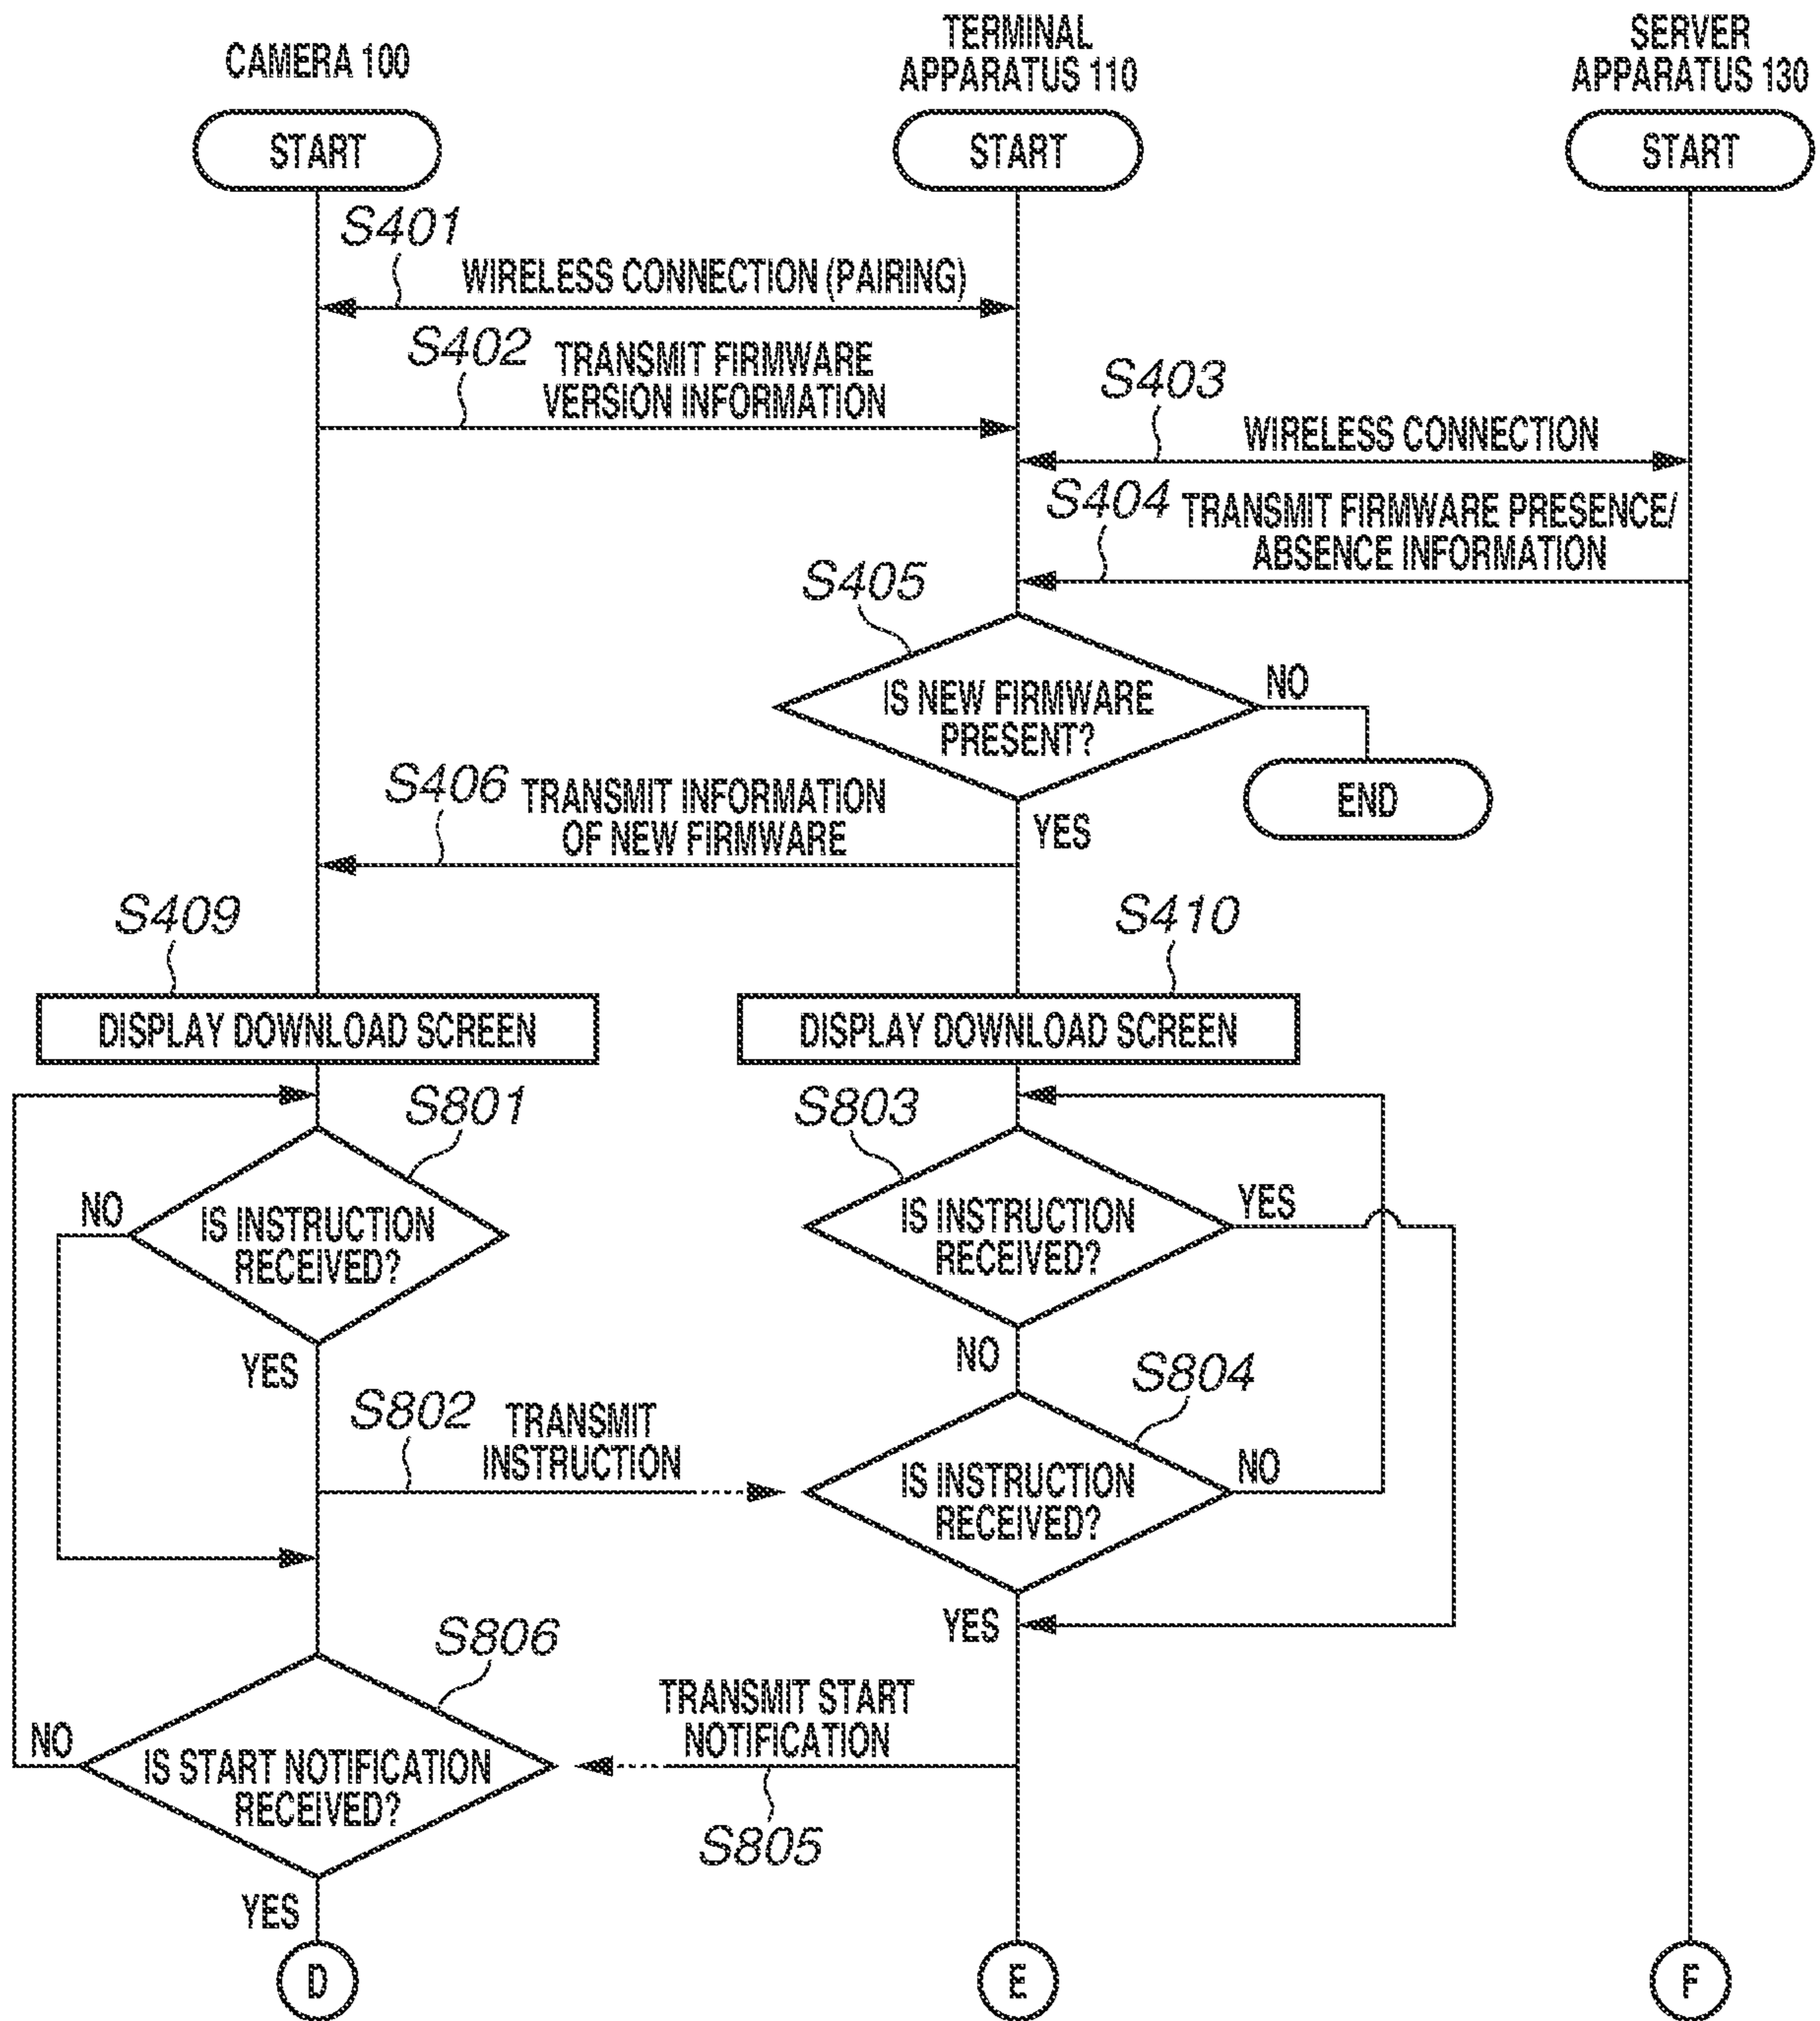 CAMERA 100
TERMINAL
APPARATUS 110
SERVER
APPARATUS 130
START
START
START
S401
WIRELESS CONNECTION (PAIRING)
S402
TRANSMIT FIRMWARE
VERSION INFORMATION
S403
WIRELESS CONNECTION
S404
TRANSMIT FIRMWARE PRESENCE/
ABSENCE INFORMATION
S405
IS NEW FIRMWARE
PRESENT?
NO
END
YES
S406
TRANSMIT INFORMATION
OF NEW FIRMWARE
S409
S410
DISPLAY DOWNLOAD SCREEN
DISPLAY DOWNLOAD SCREEN
S801
S803
NO
IS INSTRUCTION
RECEIVED?
YES
IS INSTRUCTION
RECEIVED?
YES
NO
S802
TRANSMIT
INSTRUCTION
S804
IS INSTRUCTION
RECEIVED?
NO
YES
S806
TRANSMIT START
NOTIFICATION
S805
NO
IS START NOTIFICATION
RECEIVED?
YES
D
E
F